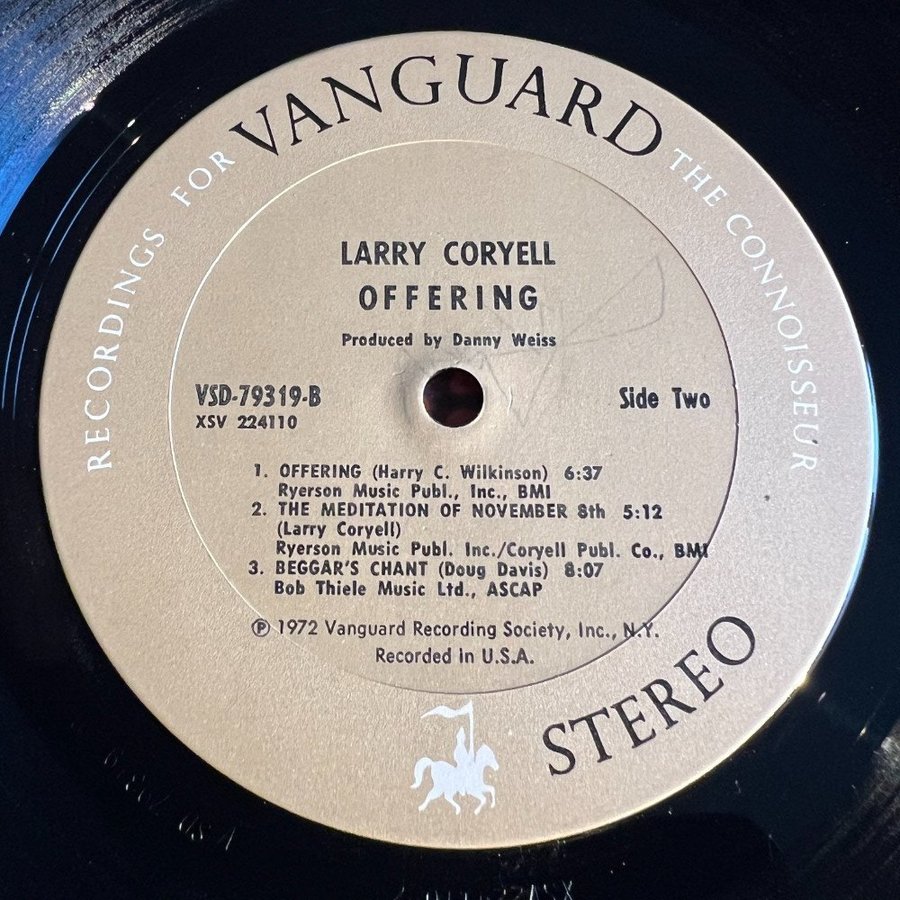 RECORDINGS FOR VANGUARD THE CONNOISSEUR
LARRY CORYELL
OFFERING
Produced by Danny Weiss
VSD-79319-B
Side Two
XSV 224110
1. OFFERING (Harry C. Wilkinson) 6:37
Ryerson Music Publ., Inc., BMI
2. THE MEDITATION OF NOVEMBER 8th 5:12
(Larry Coryell)
Ryerson Music Publ. Inc./Coryell Publ. Co., BMI
3. BEGGAR'S CHANT (Doug Davis) 8:07
Bob Thiele Music Ltd., ASCAP
℗ 1972 Vanguard Recording Society, Inc., N.Y.
Recorded in U.S.A.
STEREO